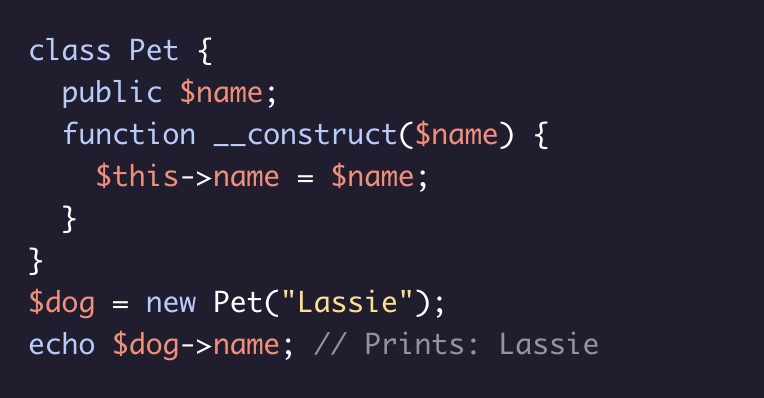 class Pet {
  public $name;
  function __construct($name) {
    $this->name = $name;
  }
}
$dog = new Pet("Lassie");
echo $dog->name; // Prints: Lassie